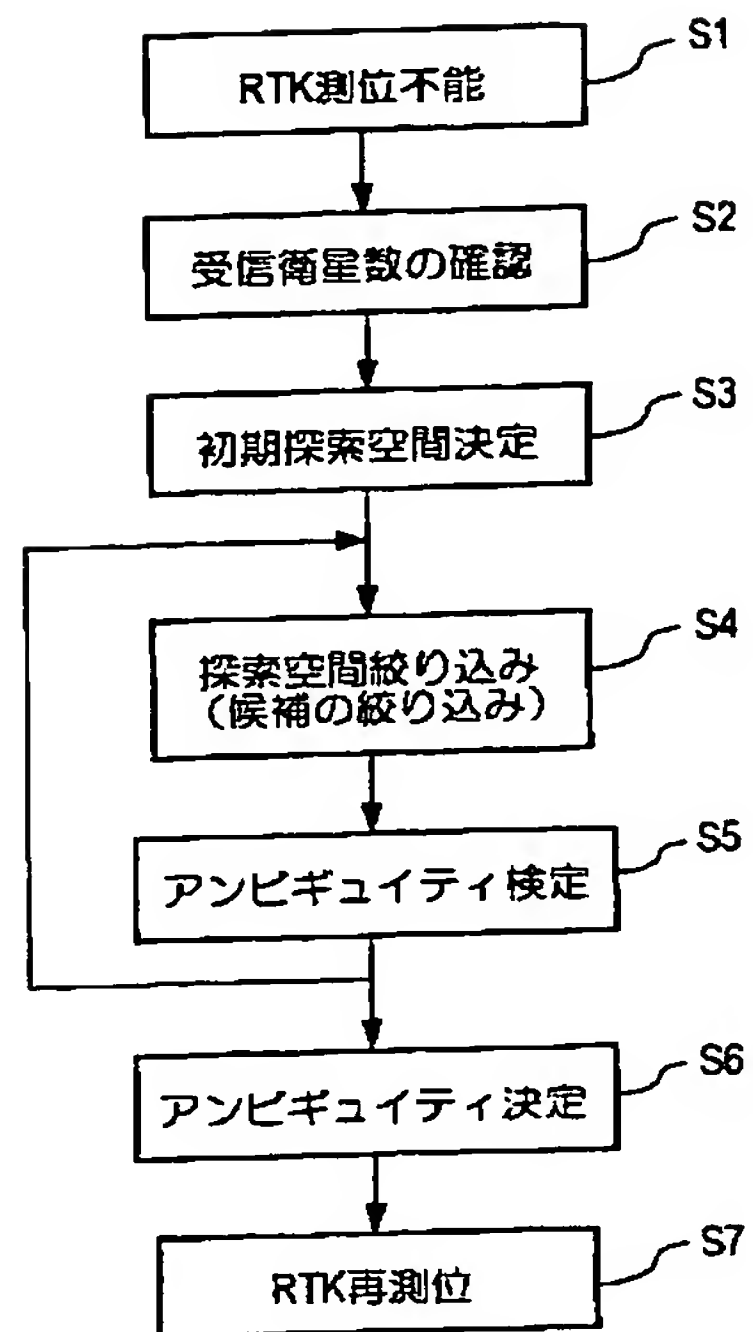 S1
RTK測位不能
S2
受信衛星数の確認
S3
初期探索空間決定
S4
探索空間絞り込み
(候補の絞り込み)
S5
アンビギュイティ検定
S6
アンビギュイティ決定
S7
RTK再測位